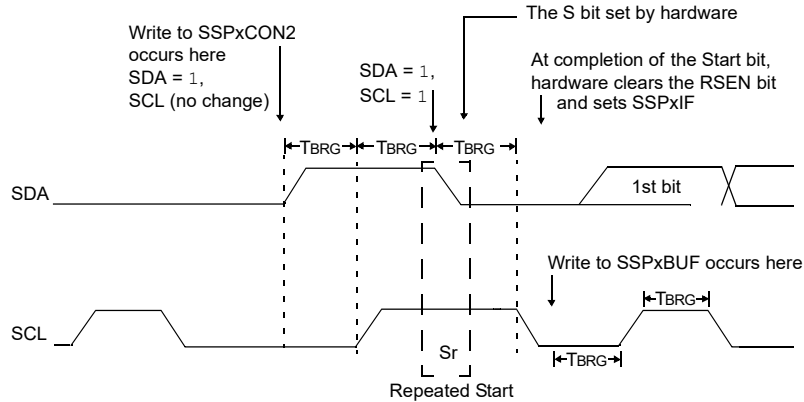 The S bit set by hardware
Write to SSPxCON2
occurs here
SDA = 1,
SCL (no change)
SDA = 1,
SCL = 1
At completion of the Start bit,
hardware clears the RSEN bit
and sets SSPxIF
TBRG
TBRG
TBRG
SDA
1st bit
Write to SSPxBUF occurs here
TBRG
SCL
Sr
TBRG
Repeated Start